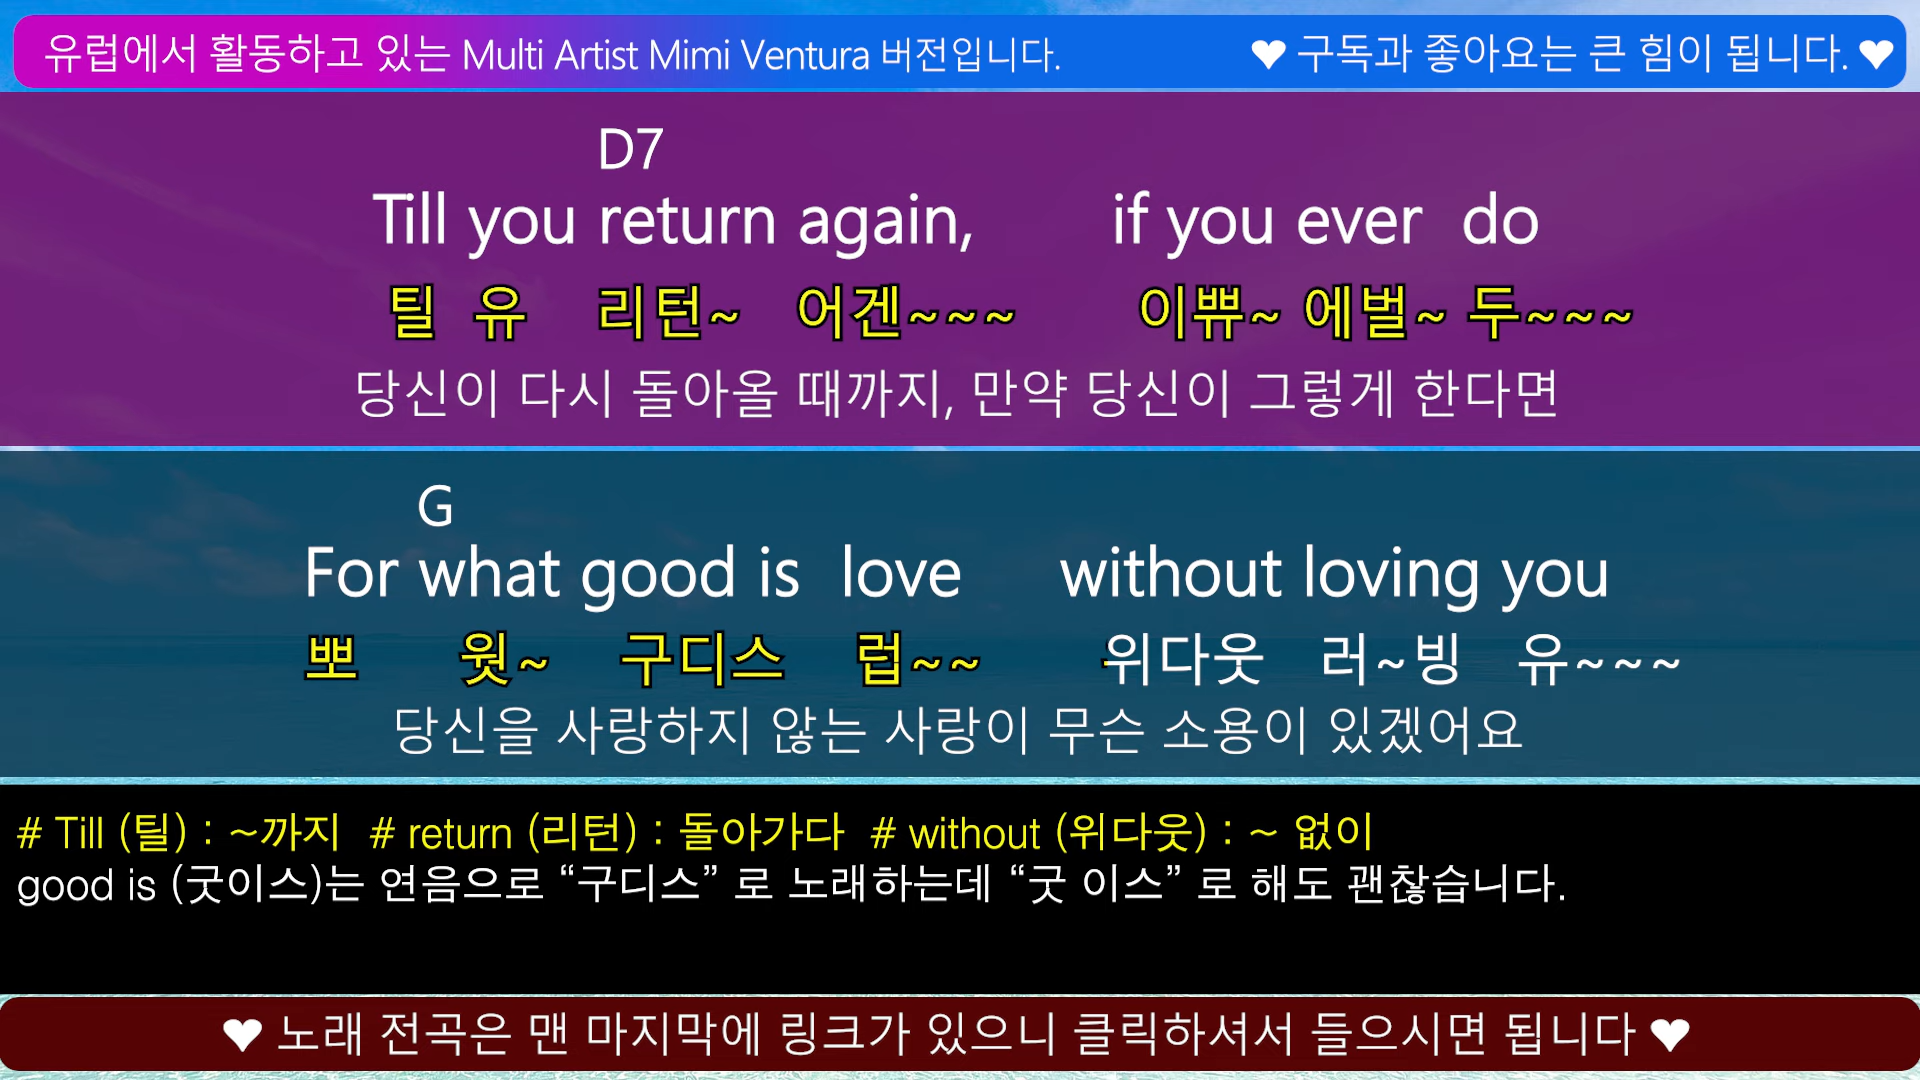 유럽에서 활동하고 있는 Multi Artist Mimi Ventura 버전입니다. ♥ 구독과 좋아요는 큰 힘이 됩니다. ♥
D7
Till you return again, if you ever do
틸 유 리턴~ 어겐~~~ 이쀼~ 에벌~ 두~~~
당신이 다시 돌아올 때까지, 만약 당신이 그렇게 한다면
G
For what good is love without loving you
뽀 웟~ 구디스 럽~~ 위다웃 러~빙 유~~~
당신을 사랑하지 않는 사랑이 무슨 소용이 있겠어요
# Till (틸) : ~까지 # return (리턴) : 돌아가다 # without (위다웃) : ~ 없이
good is (굿이스)는 연음으로 “구디스” 로 노래하는데 “굿 이스” 로 해도 괜찮습니다.
♥ 노래 전곡은 맨 마지막에 링크가 있으니 클릭하셔서 들으시면 됩니다 ♥